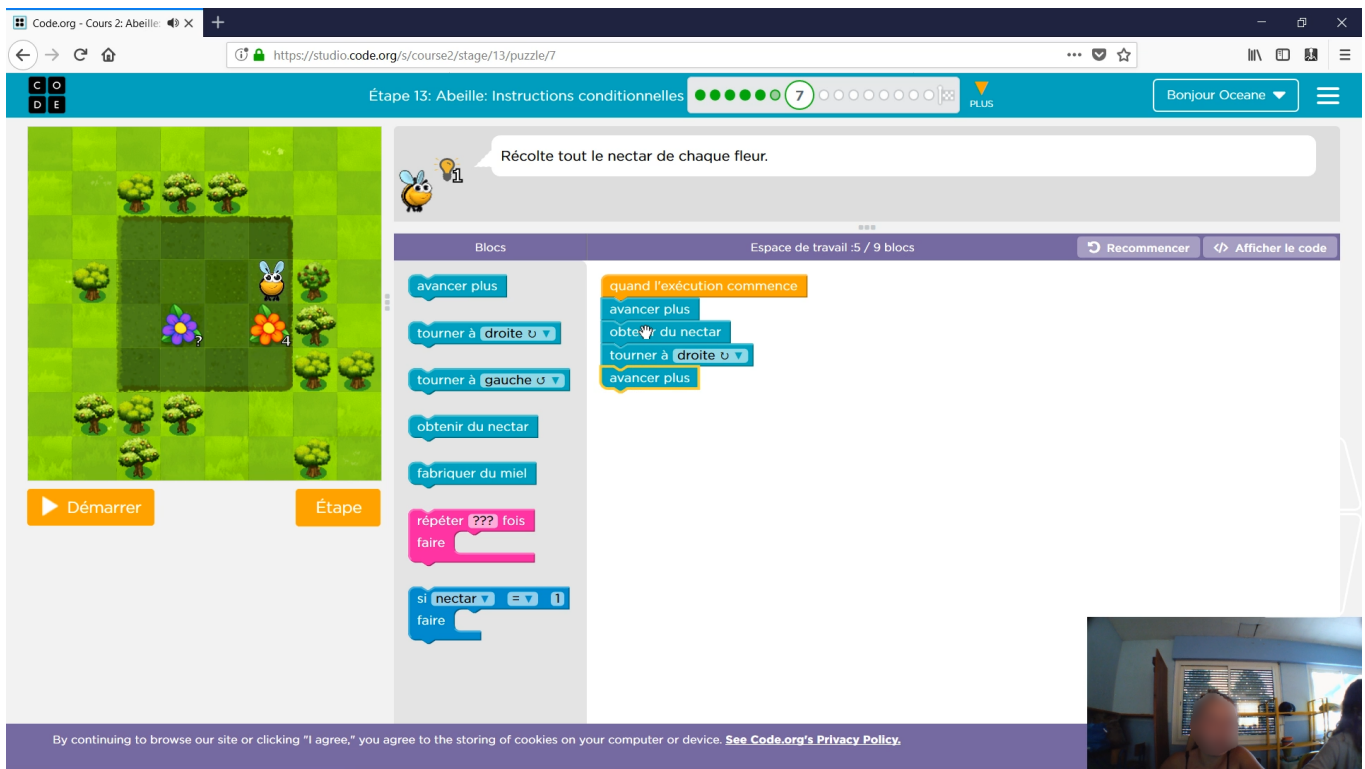 Code.org - Cours 2: Abeille:
https://studio.code.org/s/course2/stage/13/puzzle/7
C O
D E
Étape 13: Abeille: Instructions conditionnelles
7
PLUS
Bonjour Oceane
1
Récolte tout le nectar de chaque fleur.
Blocs
Espace de travail :5 / 9 blocs
Recommencer
</> Afficher le code
avancer plus
tourner à droite ↻
tourner à gauche ↺
obtenir du nectar
fabriquer du miel
répéter ??? fois
faire
si nectar = 1
faire
quand l'exécution commence
avancer plus
obtenir du nectar
tourner à droite ↻
avancer plus
?
4
Démarrer
Étape
By continuing to browse our site or clicking "I agree," you agree to the storing of cookies on your computer or device. See Code.org's Privacy Policy.